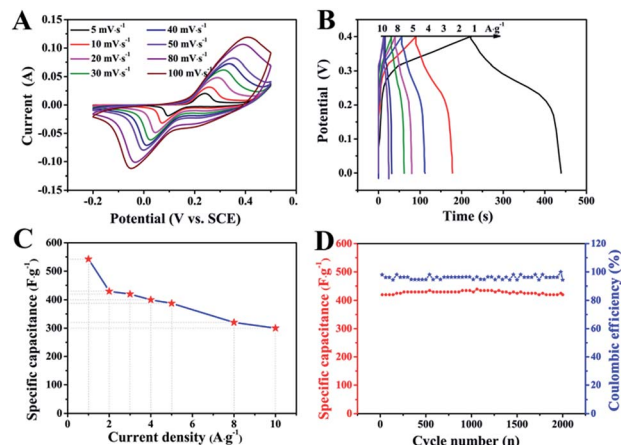 A
5 mV·s⁻¹ 40 mV·s⁻¹
10 mV·s⁻¹ 50 mV·s⁻¹
20 mV·s⁻¹ 80 mV·s⁻¹
30 mV·s⁻¹ 100 mV·s⁻¹
0.15
0.10
0.05
0.00
-0.05
-0.10
-0.15
Current (A)
-0.2 0.0 0.2 0.4 0.
Potential (V vs. SCE)
B
10 8 5 4 3 2 1 A·g⁻¹
0.4
0.3
0.2
0.1
0.0
Potential (V)
0 100 200 300 400 500
Time (s)
C
600
500
400
300
200
100
0
Specific capacitance (F·g⁻¹)
0 2 4 6 8 10
Current density (A·g⁻¹)
D
600
500
400
300
200
100
0
Specific capacitance (F·g⁻¹)
120
100
80
60
40
20
0
Coulombic efficiency (%)
0 500 1000 1500 2000
Cycle number (n)